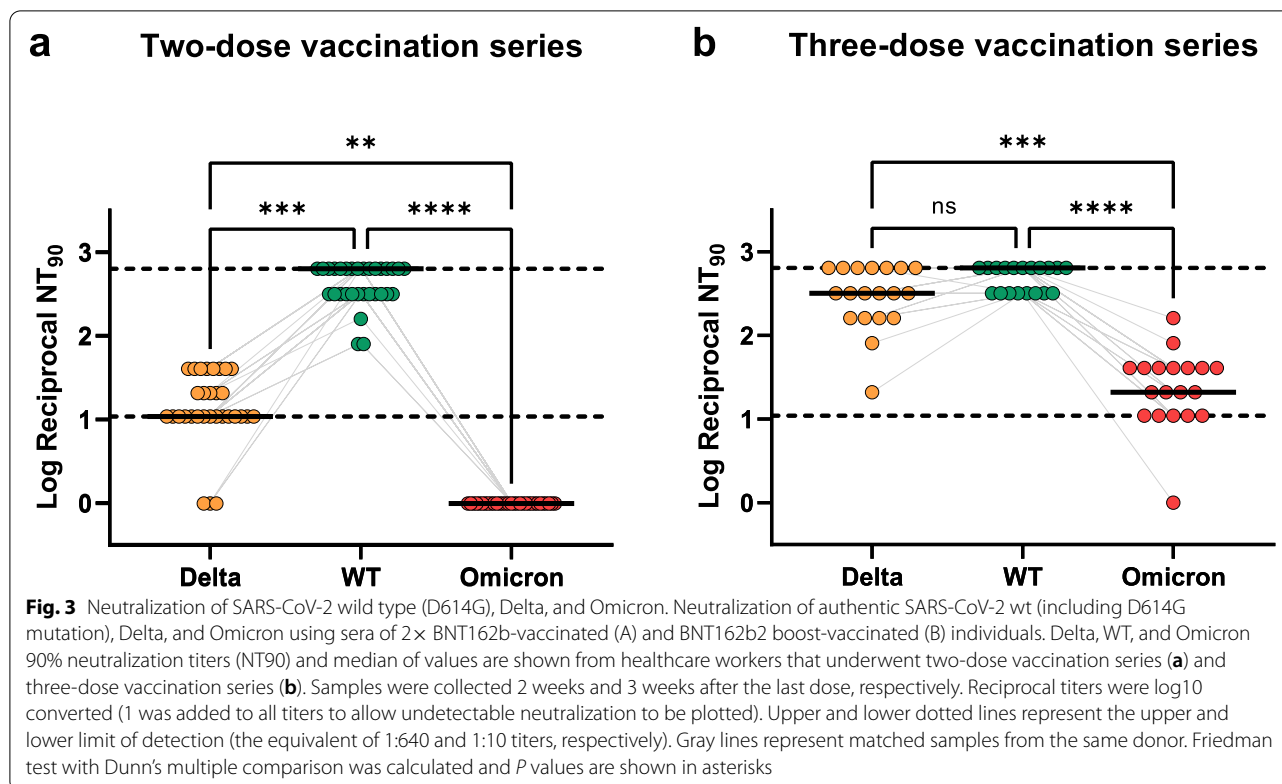 a Two-dose vaccination series
b Three-dose vaccination series
**
***
***
****
ns
****
Log Reciprocal NT90
3
2
1
0
Delta WT Omicron
Log Reciprocal NT90
3
2
1
0
Delta WT Omicron
Fig. 3 Neutralization of SARS-CoV-2 wild type (D614G), Delta, and Omicron. Neutralization of authentic SARS-CoV-2 wt (including D614G
mutation), Delta, and Omicron using sera of 2× BNT162b-vaccinated (A) and BNT162b2 boost-vaccinated (B) individuals. Delta, WT, and Omicron
90% neutralization titers (NT90) and median of values are shown from healthcare workers that underwent two-dose vaccination series (a) and
three-dose vaccination series (b). Samples were collected 2 weeks and 3 weeks after the last dose, respectively. Reciprocal titers were log10
converted (1 was added to all titers to allow undetectable neutralization to be plotted). Upper and lower dotted lines represent the upper and
lower limit of detection (the equivalent of 1:640 and 1:10 titers, respectively). Gray lines represent matched samples from the same donor. Friedman
test with Dunn's multiple comparison was calculated and P values are shown in asterisks